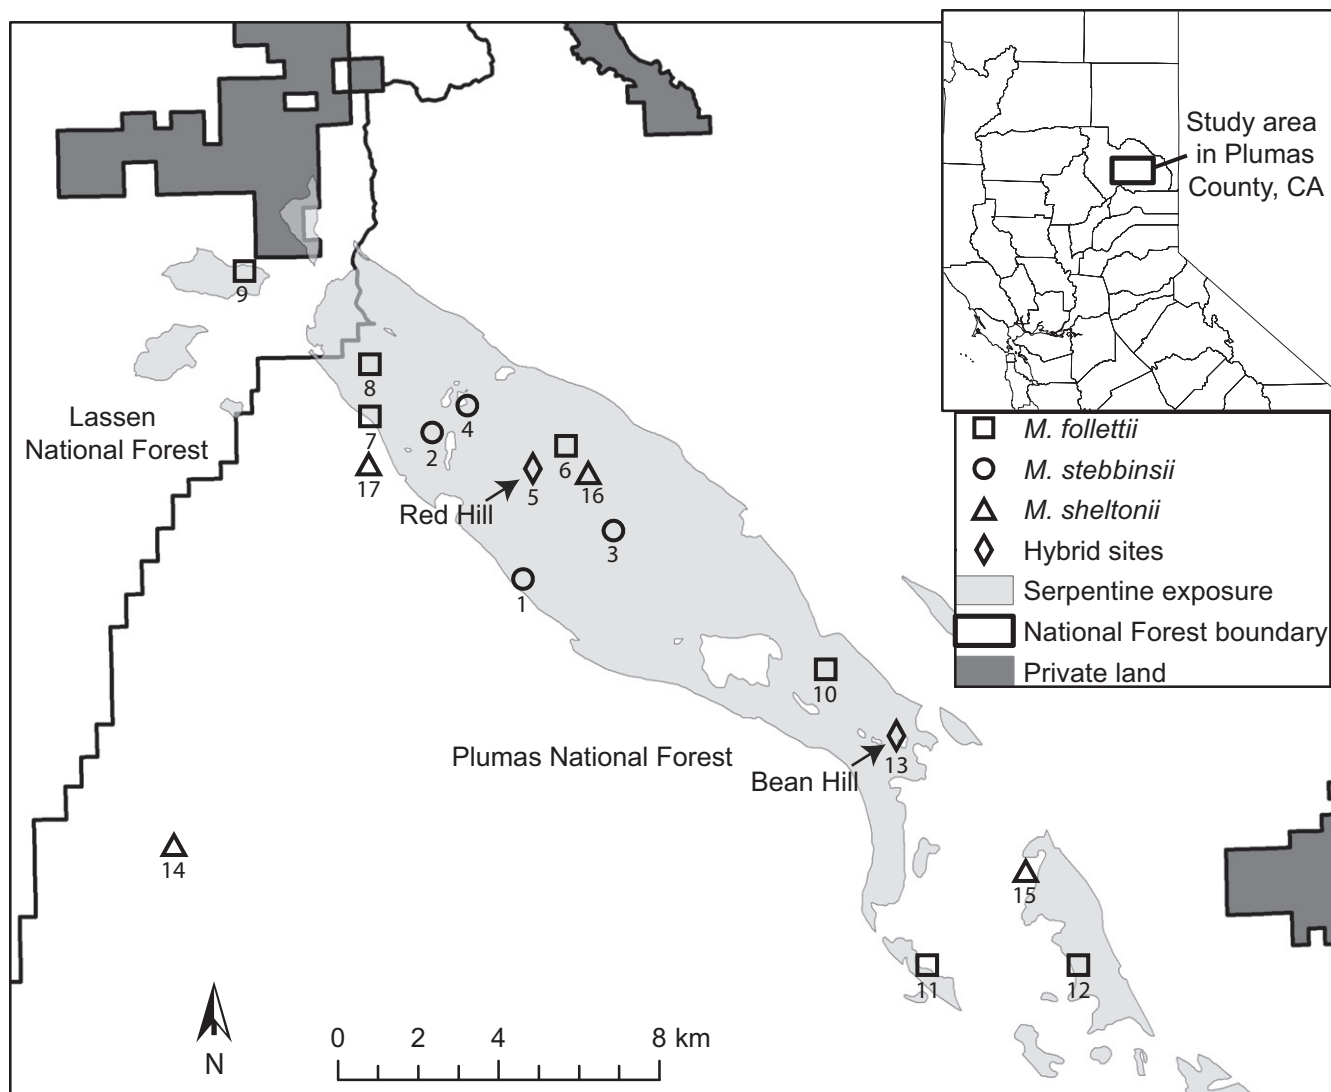 Study area
in Plumas
County, CA
9
8
7
4
2
17
6
5
16
Red Hill
3
1
Lassen
National Forest
M. follettii
M. stebbinsii
M. sheltonii
Hybrid sites
Serpentine exposure
National Forest boundary
Private land
10
13
Plumas National Forest
Bean Hill
14
15
11
12
N
0 2 4 8 km